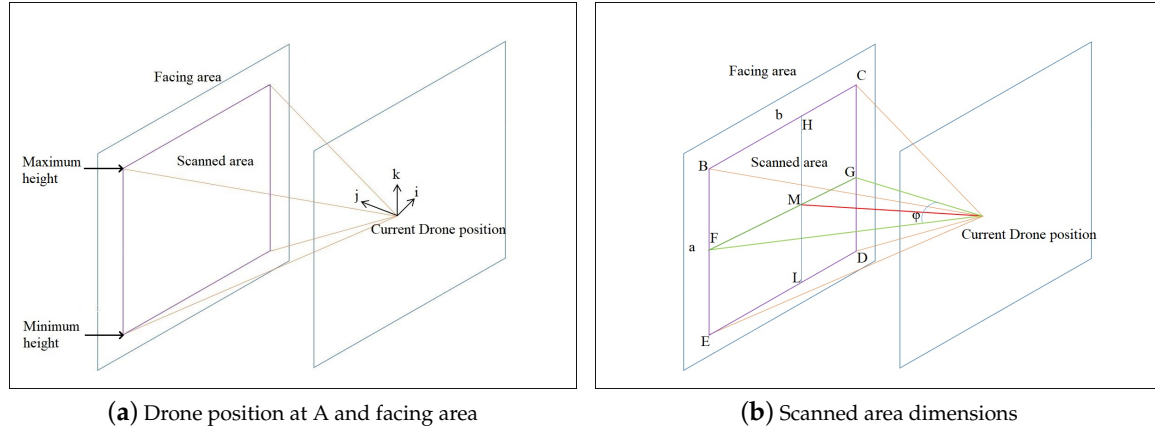 Facing area
Scanned area
Maximum
height
k
j
i
Current Drone position
Minimum
height
(a) Drone position at A and facing area
Facing area
C
b
H
B
Scanned area
G
M
φ
F
Current Drone position
a
D
L
E
(b) Scanned area dimensions